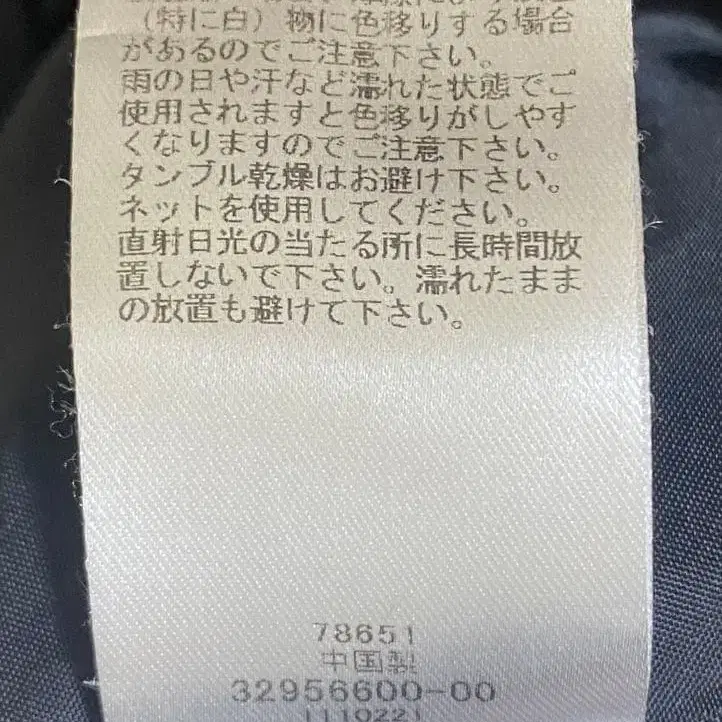 （特に白）物に色移りする場合
があるのでご注意下さい。
雨の日や汗など濡れた状態でご
使用されますと色移りがしやす
くなりますのでご注意下さい。
タンブル乾燥はお避け下さい。
ネットを使用してください。
直射日光の当たる所に長時間放
置しないで下さい。濡れたまま
の放置も避けて下さい。
78651
中国製
32956600-00